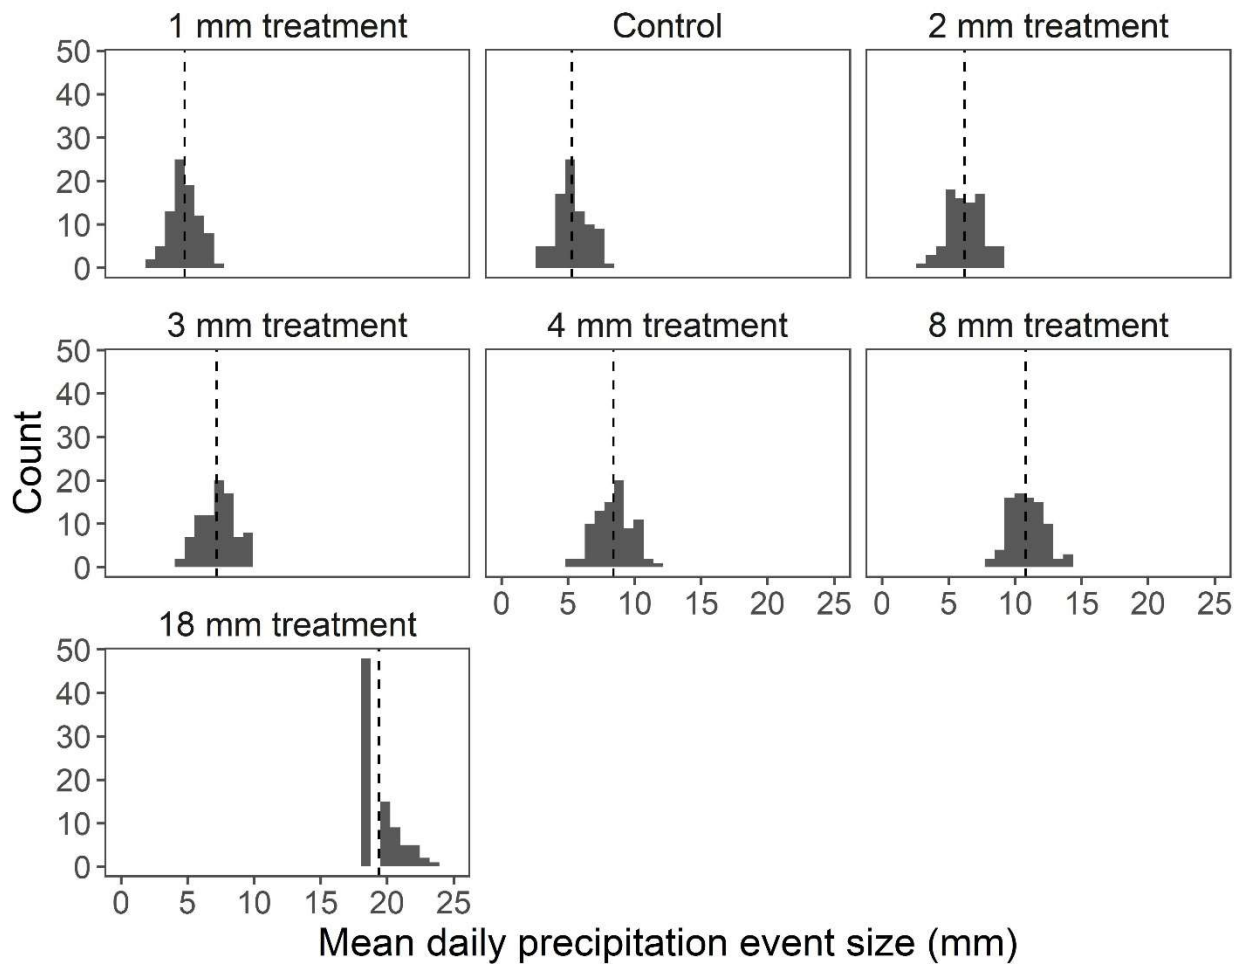 1 mm treatment Control 2 mm treatment
50
40
30
20
10
0
3 mm treatment 4 mm treatment 8 mm treatment
50
40
30
20
10
0
0 5 10 15 20 25 0 5 10 15 20 25
18 mm treatment
50
40
30
20
10
0
0 5 10 15 20 25
Count
Mean daily precipitation event size (mm)